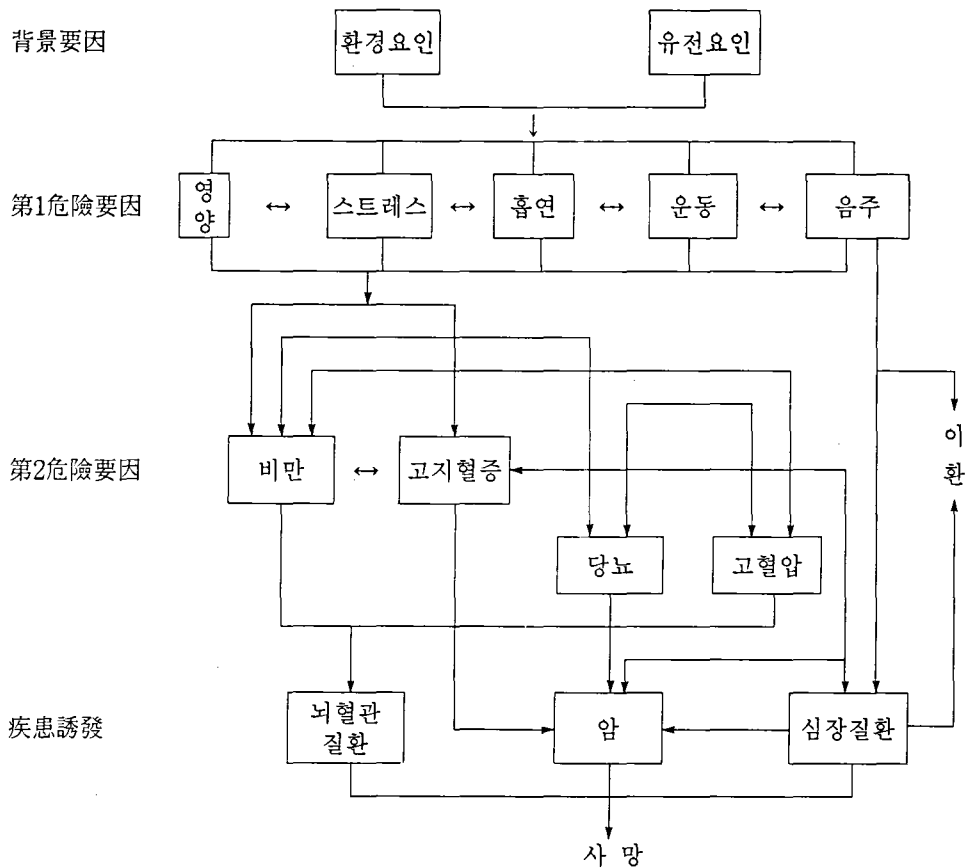 背景要因
환경요인
유전요인
第1危險要因
영
양
스트레스
흡연
운동
음주
第2危險要因
비만
고지혈증
이
환
당뇨
고혈압
疾患誘發
뇌혈관
질환
암
심장질환
사 망